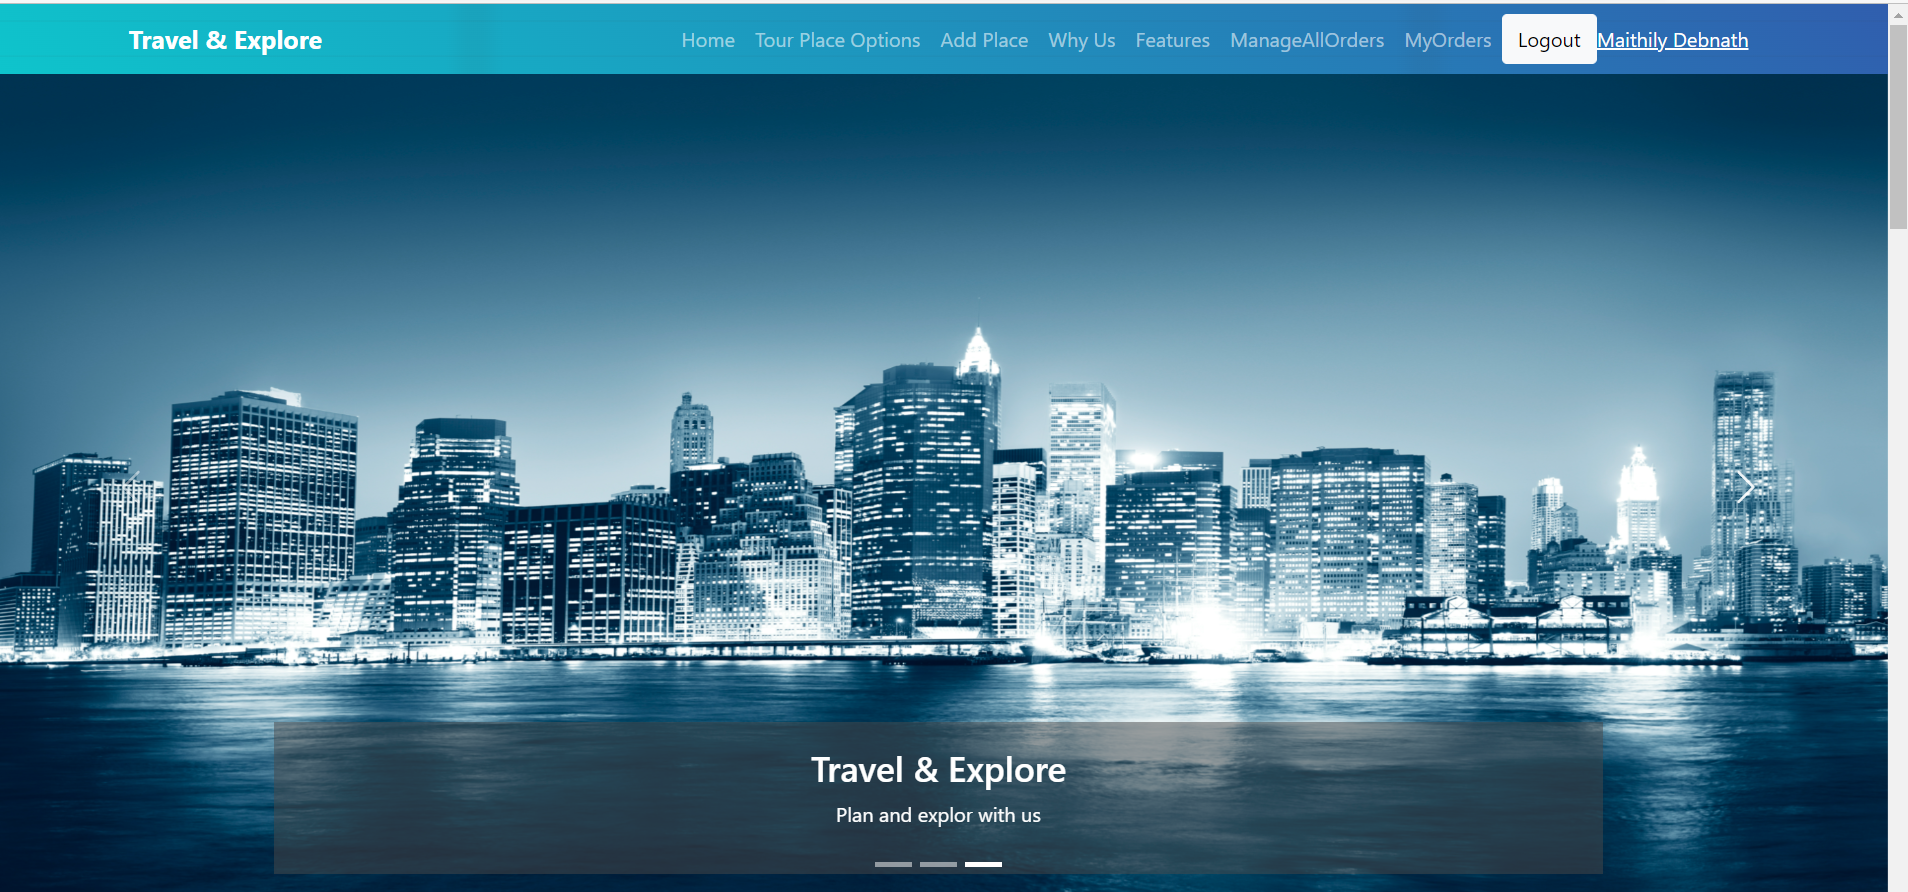 Travel & Explore
Home Tour Place Options Add Place Why Us Features ManageAllOrders MyOrders Logout Maithily Debnath
Travel & Explore
Plan and explor with us